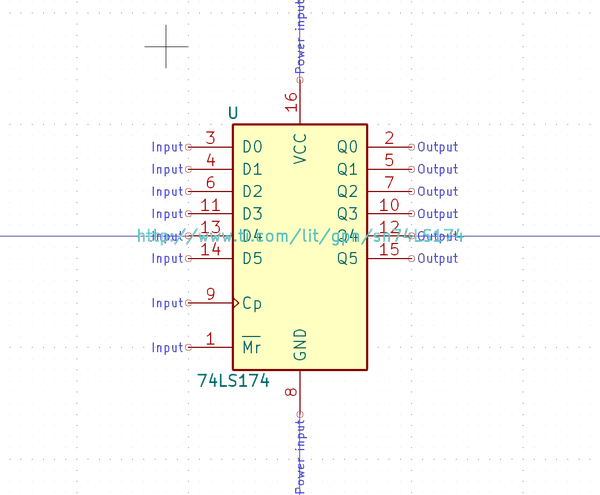 Power input
16
U
VCC
Input 3 D0 Q0 2 Output
Input 4 D1 Q1 5 Output
Input 6 D2 Q2 7 Output
Input 11 D3 Q3 10 Output
Input 13 D4 Q4 12 Output
http://www.ti.com/lit/gpn/sn74LS174
Input 14 D5 Q5 15 Output
Input 9 Cp
Input 1 Mr
GND
74LS174
8
Power input